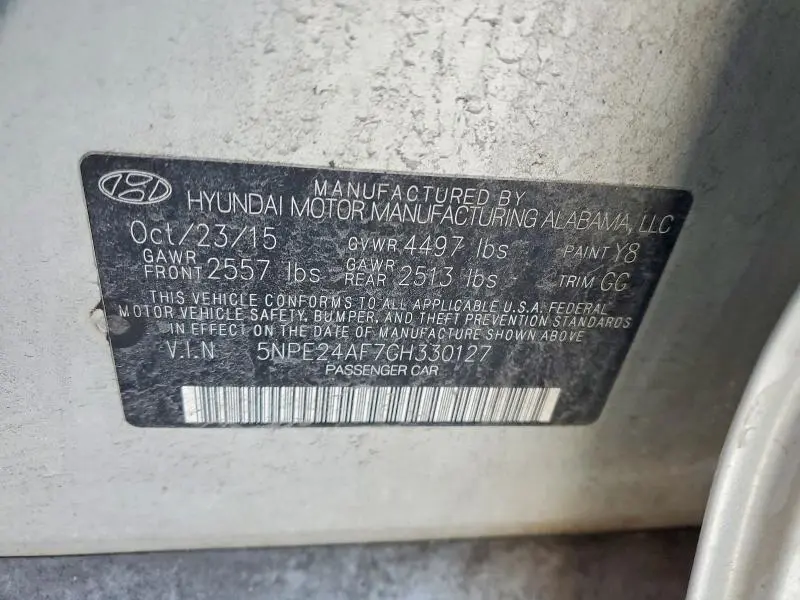 MANUFACTURED BY
HYUNDAI MOTOR MANUFACTURING ALABAMA, LLC
Oct/23/15 GVWR 4497 lbs PAINT Y8
GAWR FRONT 2557 lbs GAWR REAR 2513 lbs TRIM GG
THIS VEHICLE CONFORMS TO ALL APPLICABLE U.S.A. FEDERAL
MOTOR VEHICLE SAFETY, BUMPER, AND THEFT PREVENTION STANDARDS
IN EFFECT ON THE DATE OF MANUFACTURE SHOWN ABOVE
V.I.N 5NPE24AF7GH330127
PASSENGER CAR